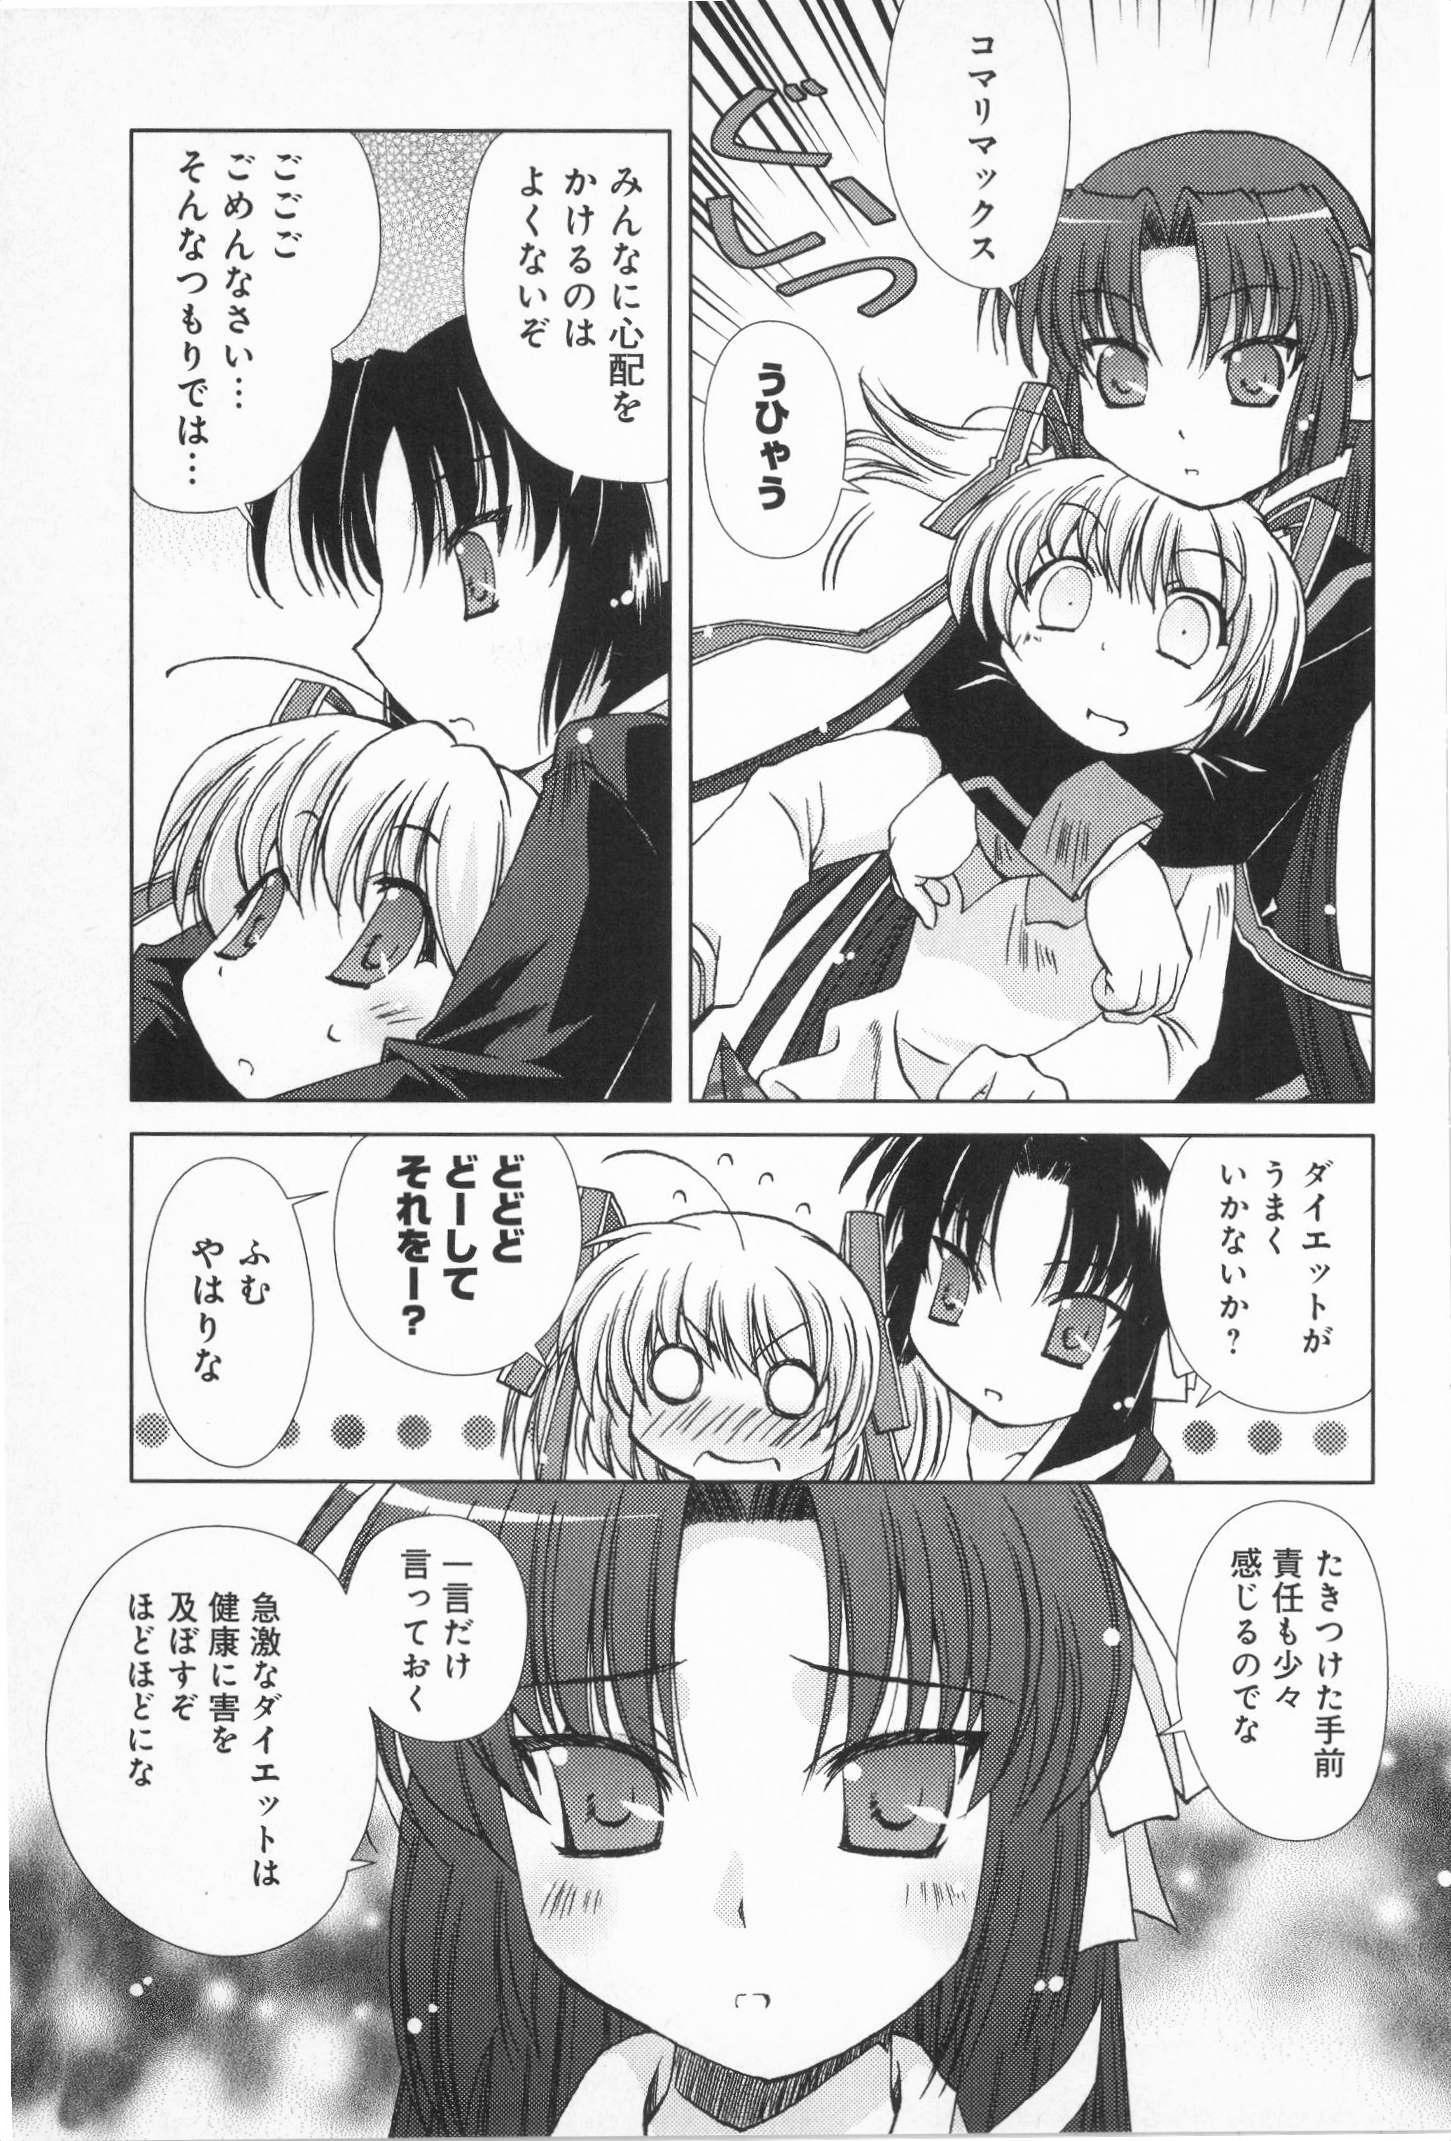 コマリマックス
ぐいっ
うひゃう
みんなに心配を
かけるのは
よくないぞ
ごごご
ごめんなさい…
そんなつもりでは…
ダイエットが
うまく
いかないか？
どどど
どーして
それをー？
ふむ
やはりな
たきつけた手前
責任も少々
感じるのでな
一言だけ
言っておく
急激なダイエットは
健康に害を
及ぼすぞ
ほどほどにな